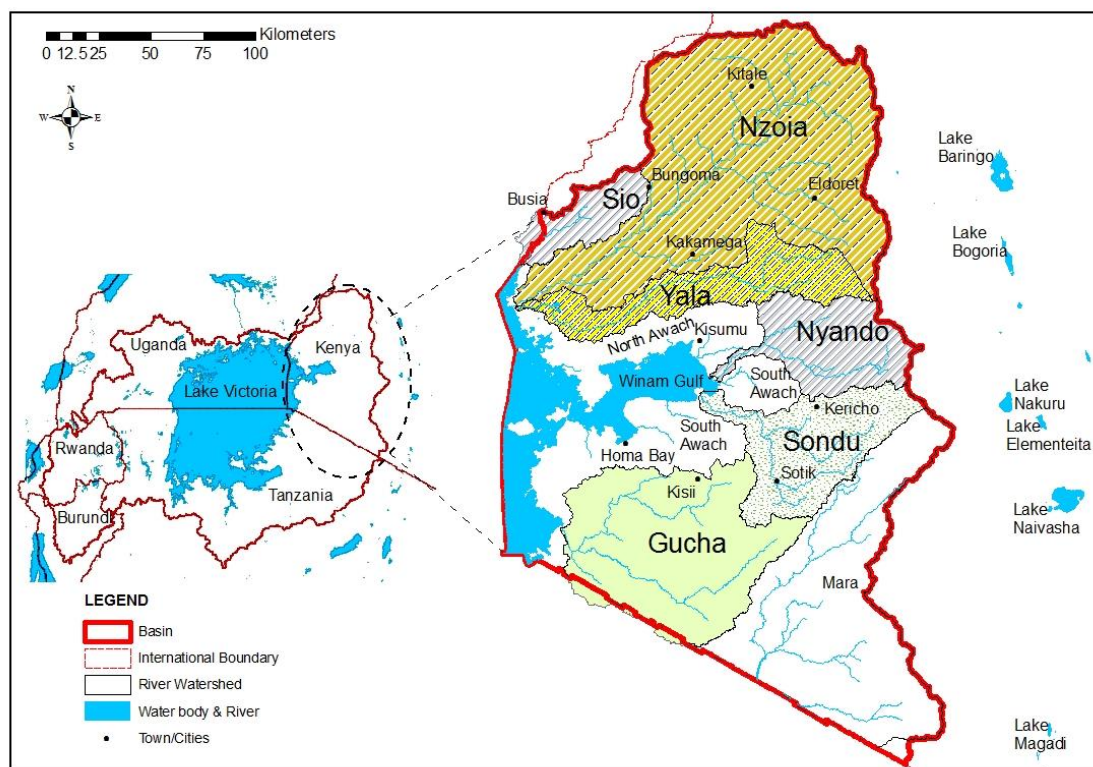 Kilometers
0 12.5 25 50 75 100
N
W E
S
Kitale
Nzoia
Lake
Baringo
Bungoma
Eldoret
Sio
Busia
Lake
Bogoria
Kakamega
Yala
North Awach
Kisumu
Nyando
Uganda
Kenya
Lake Victoria
Winam Gulf
South
Awach
Kericho
Lake
Nakuru
Lake
Elementeita
Rwanda
South
Awach
Homa Bay
Sondu
Sotik
Kisii
Tanzania
Burundi
Lake
Naivasha
Gucha
Mara
LEGEND
Basin
International Boundary
River Watershed
Water body & River
Town/Cities
Lake
Magadi